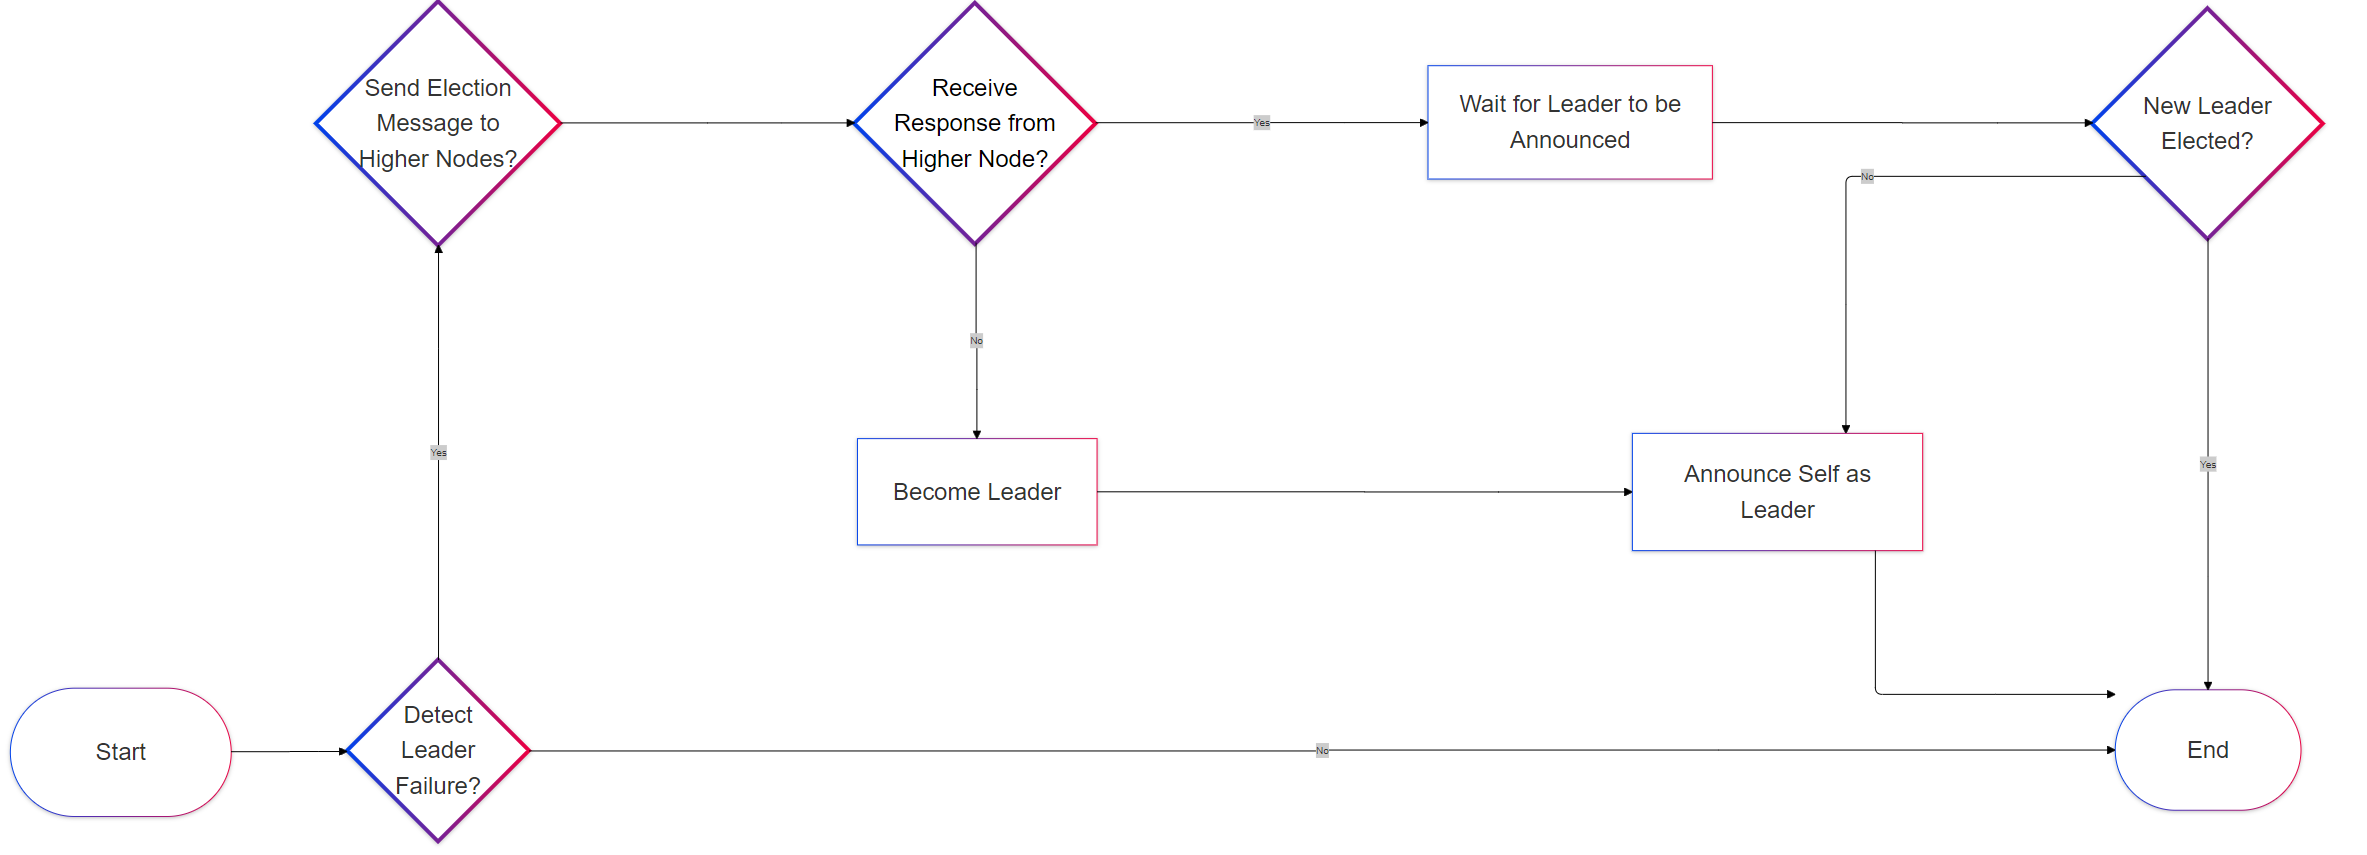 Send Election
Message to
Higher Nodes?
Receive
Response from
Higher Node?
Yes
Wait for Leader to be
Announced
New Leader
Elected?
No
No
Yes
Become Leader
Announce Self as
Leader
Yes
Start
Detect
Leader
Failure?
No
End